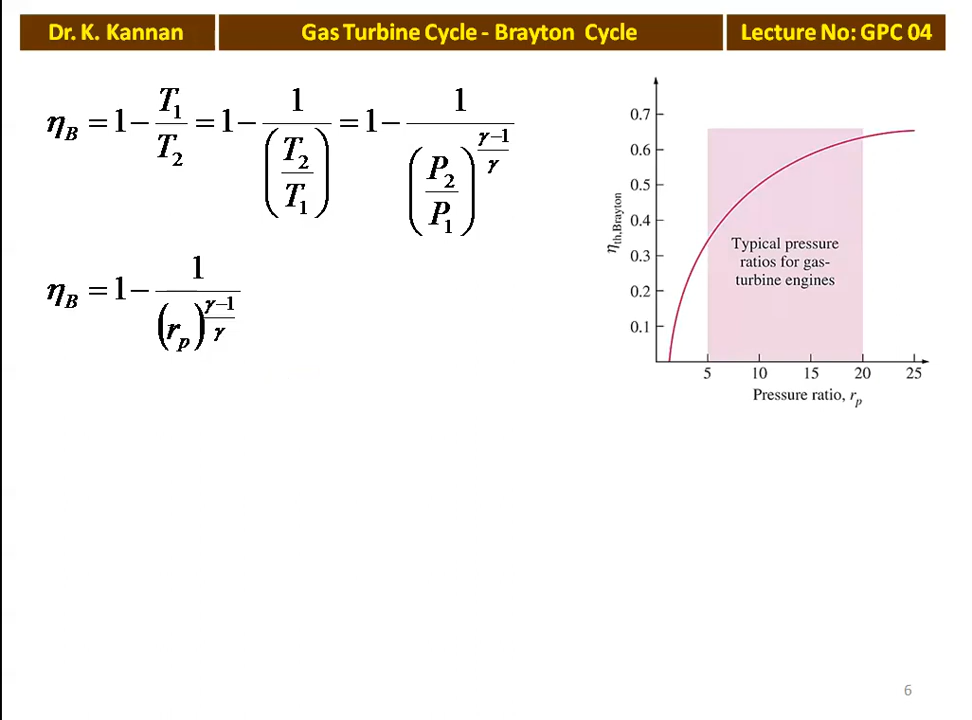 Dr. K. Kannan
Gas Turbine Cycle - Brayton Cycle
Lecture No: GPC 04
η_B = 1 − T₁/T₂ = 1 − 1/(T₂/T₁) = 1 − 1/(P₂/P₁)^((γ−1)/γ)
η_B = 1 − 1/(r_p)^((γ−1)/γ)
0.7
0.6
0.5
0.4
0.3
0.2
0.1
η_th,Brayton
Typical pressure
ratios for gas-
turbine engines
5 10 15 20 25
Pressure ratio, r_p
6